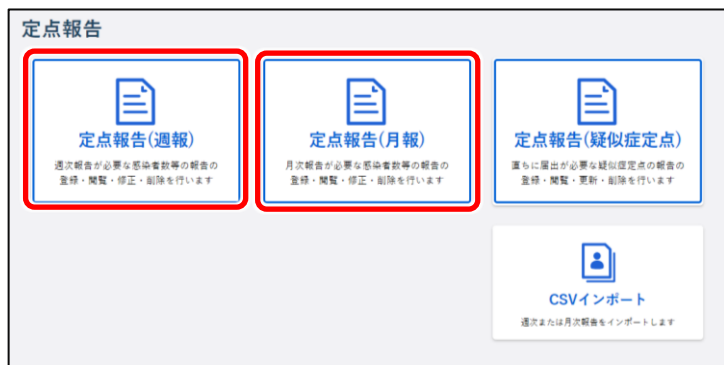 定点報告
定点報告(週報)
週次報告が必要な感染者数等の報告の
登録・閲覧・修正・削除を行います
定点報告(月報)
月次報告が必要な感染者数等の報告の
登録・閲覧・修正・削除を行います
定点報告(疑似症定点)
直ちに届出が必要な疑似症定点の報告の
登録・閲覧・更新・削除を行います
CSVインポート
週次または月次報告をインポートします